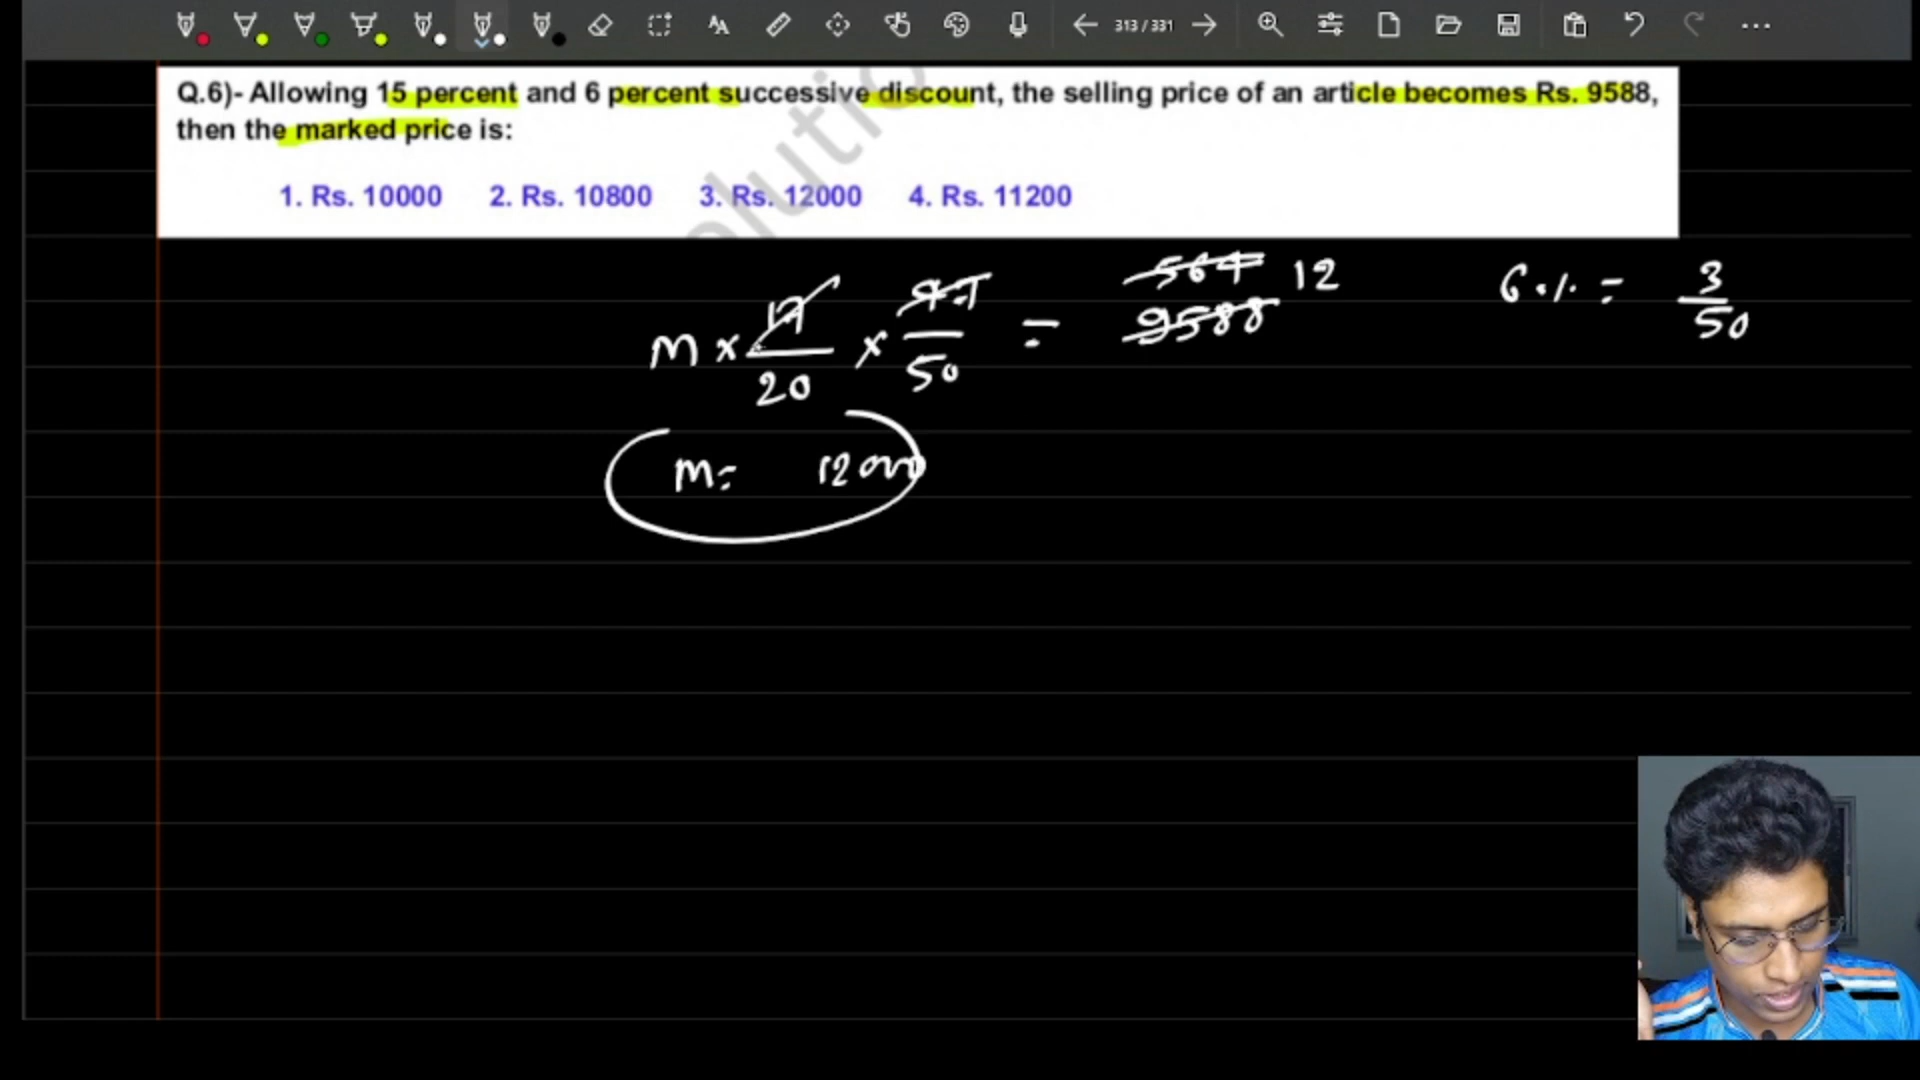 313 / 331
Q.6)- Allowing 15 percent and 6 percent successive discount, the selling price of an article becomes Rs. 9588,
then the marked price is:
1. Rs. 10000 2. Rs. 10800 3. Rs. 12000 4. Rs. 11200
olutio
564 12
M × 17/20 × 47/50 = 9588
6% = 3/50
M = 12000